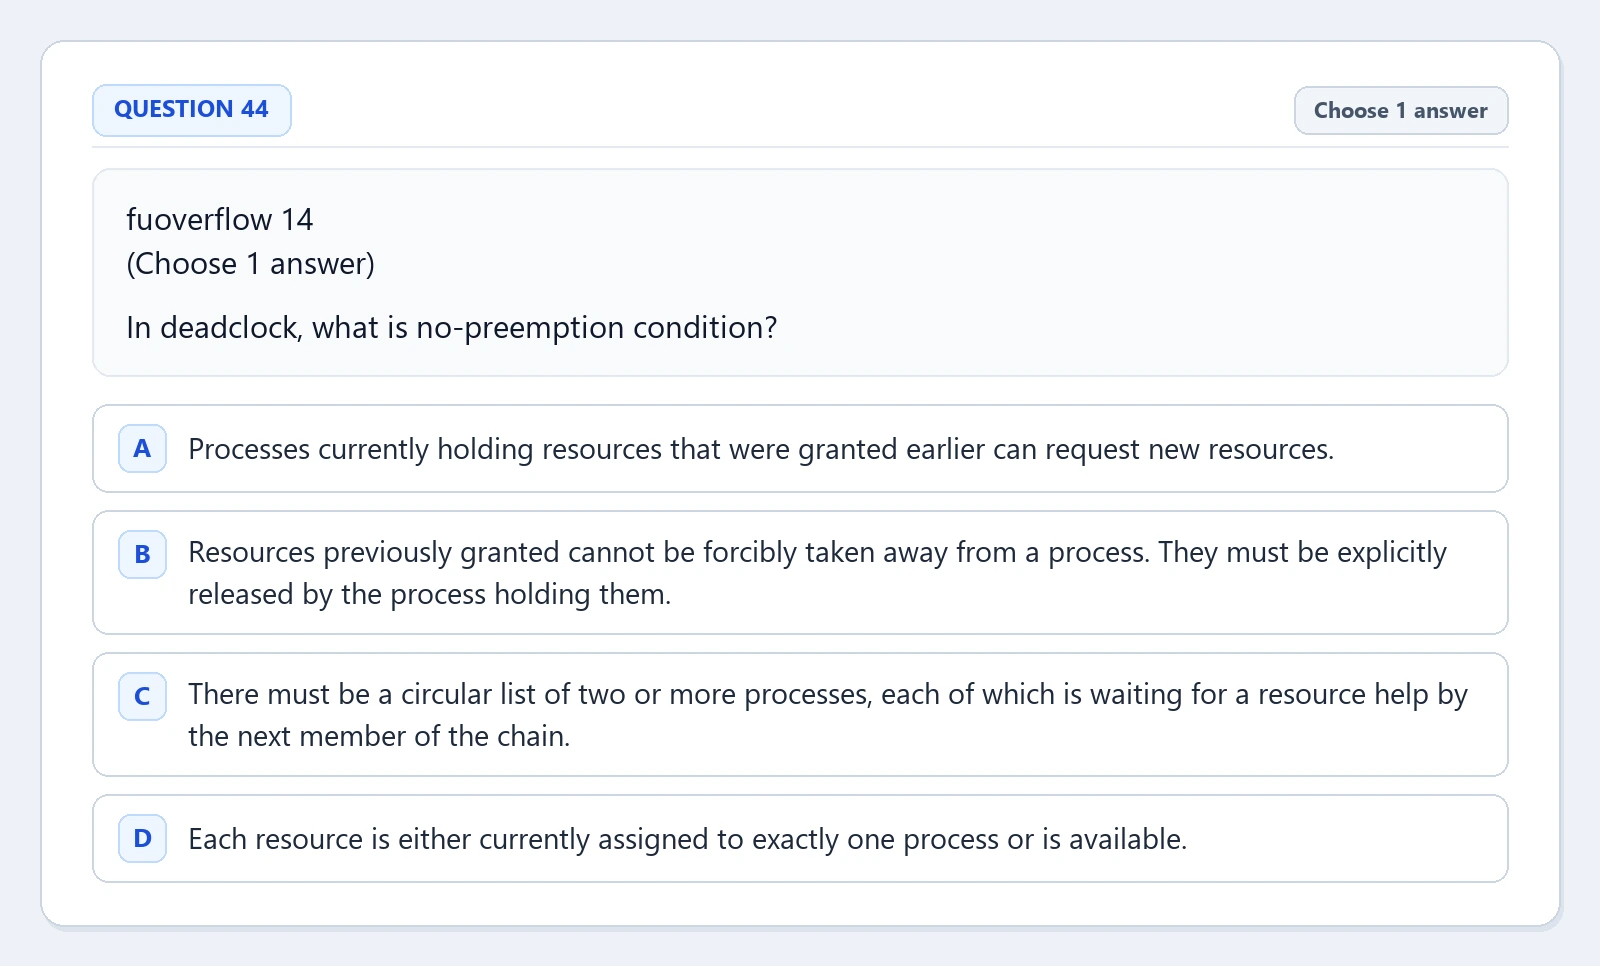 QUESTION 44
Choose 1 answer
fuoverflow 14
(Choose 1 answer)
In deadclock, what is no-preemption condition?
A
Processes currently holding resources that were granted earlier can request new resources.
B
Resources previously granted cannot be forcibly taken away from a process. They must be explicitly
released by the process holding them.
C
There must be a circular list of two or more processes, each of which is waiting for a resource help by
the next member of the chain.
D
Each resource is either currently assigned to exactly one process or is available.